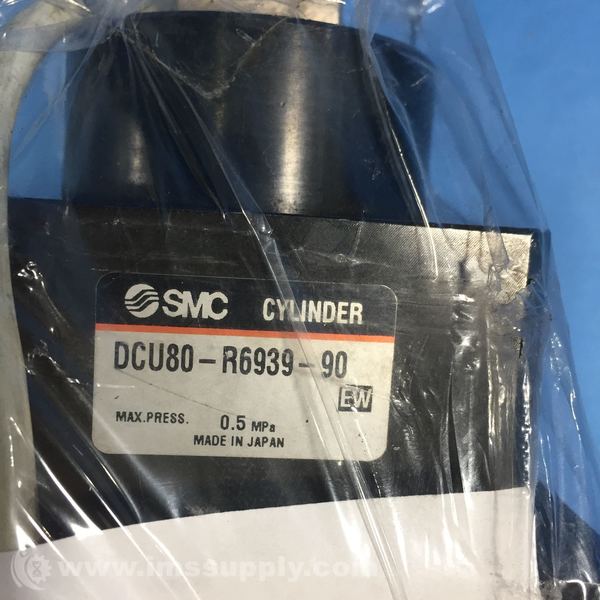 SMC CYLINDER
DCU80-R6939-90
EW
MAX.PRESS. 0.5 MPa
MADE IN JAPAN
www.imssupply.com